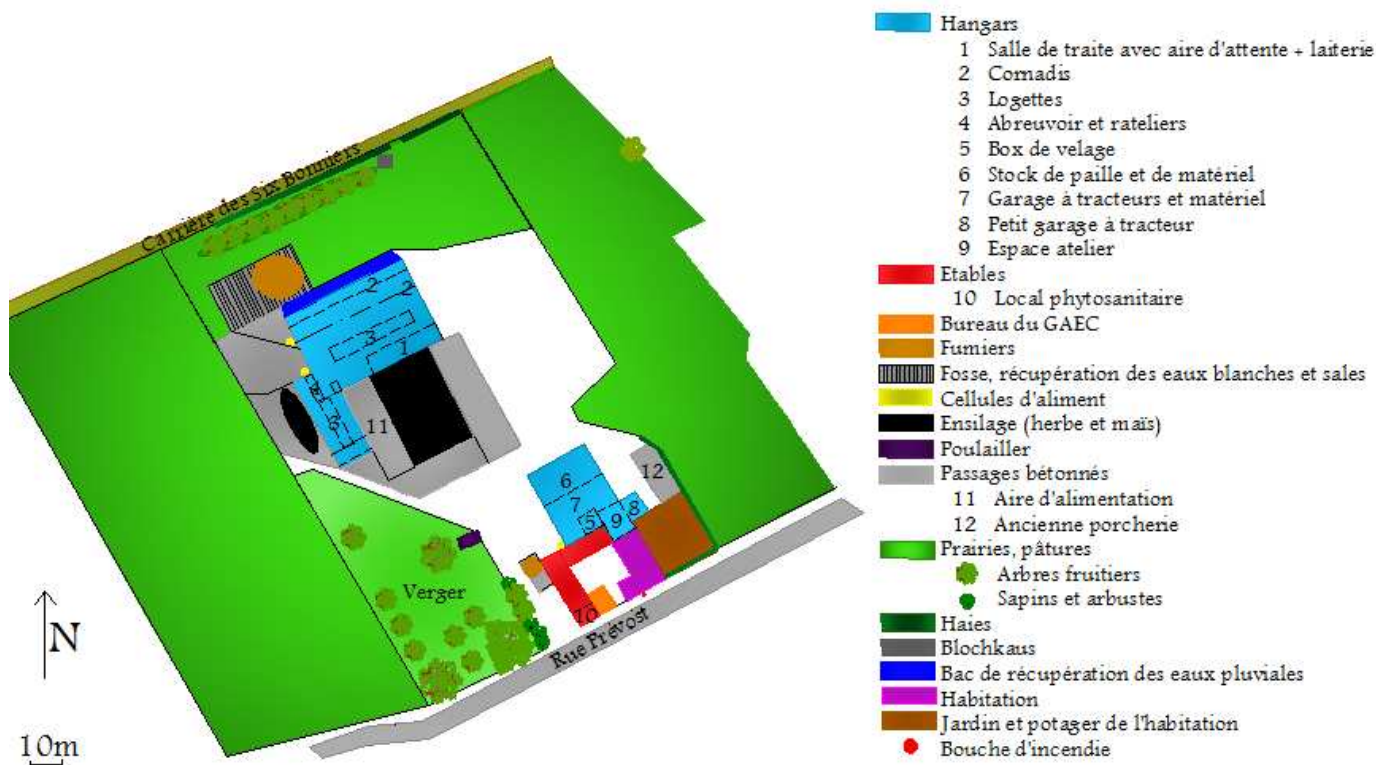 Carrière des Six Bonniers
2
2
3
1
5
6
11
6
7
5
9
8
12
10
Verger
Rue Prévost
N
10m
Hangars
1 Salle de traite avec aire d'attente + laiterie
2 Cornadis
3 Logettes
4 Abreuvoir et rateliers
5 Box de velage
6 Stock de paille et de matériel
7 Garage à tracteurs et matériel
8 Petit garage à tracteur
9 Espace atelier
Etables
10 Local phytosanitaire
Bureau du GAEC
Fumiers
Fosse, récupération des eaux blanches et sales
Cellules d'aliment
Ensilage (herbe et maïs)
Poulailler
Passages bétonnés
11 Aire d'alimentation
12 Ancienne porcherie
Prairies, pâtures
Arbres fruitiers
Sapins et arbustes
Haies
Blochkaus
Bac de récupération des eaux pluviales
Habitation
Jardin et potager de l'habitation
Bouche d'incendie